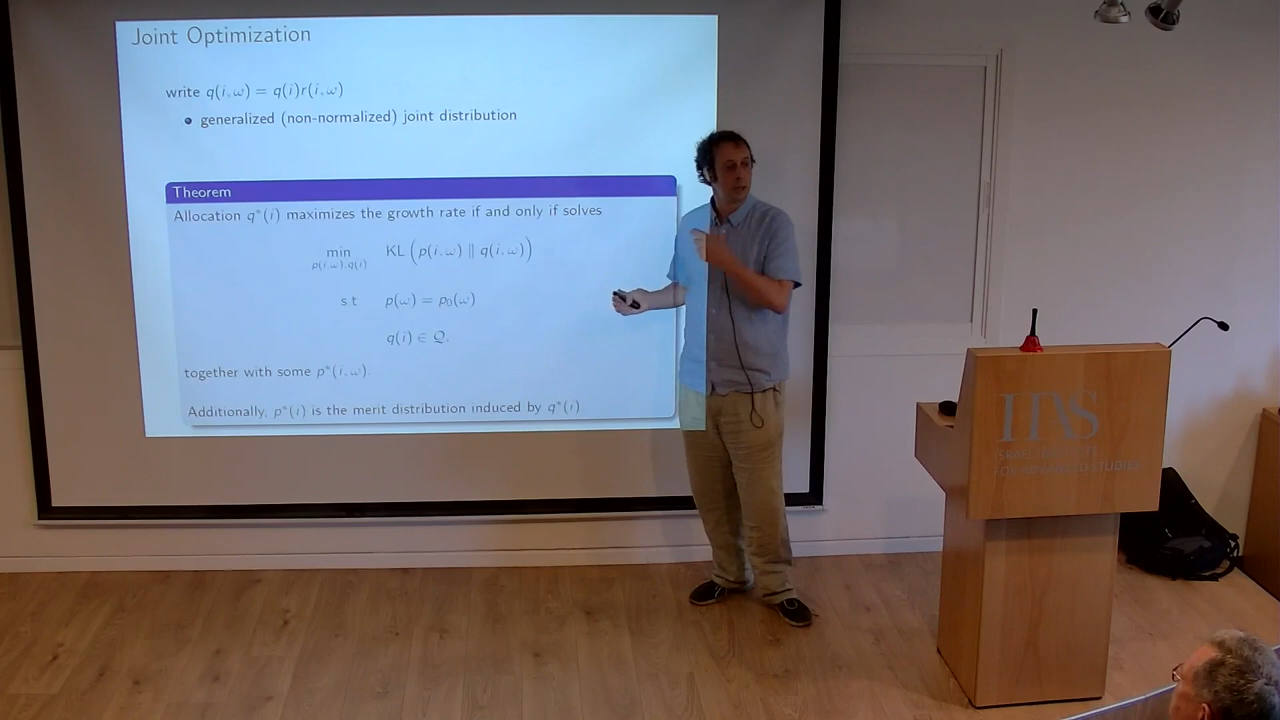 Joint Optimization
write q(i,ω) = q(i)r(i,ω)
• generalized (non-normalized) joint distribution
Theorem
Allocation q*(i) maximizes the growth rate if and only if solves
min KL(p(i,ω) ∥ q(i,ω))
p(i,ω),q(i)
s t p(ω) = p₀(ω)
q(i) ∈ Q.
together with some p*(i,ω).
Additionally, p*(i) is the merit distribution induced by q*(i)
IIAS
ISRAEL INSTITUTE
FOR ADVANCED STUDIES